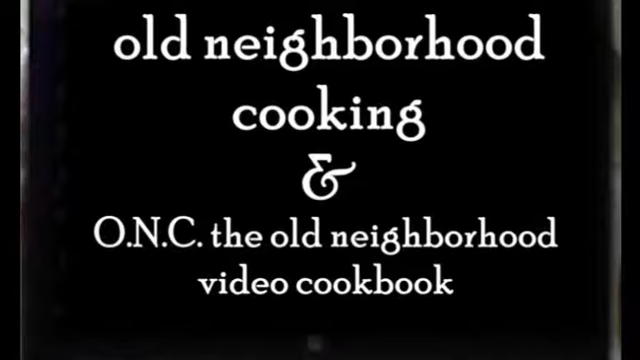 old neighborhood
cooking
&
O.N.C. the old neighborhood
video cookbook